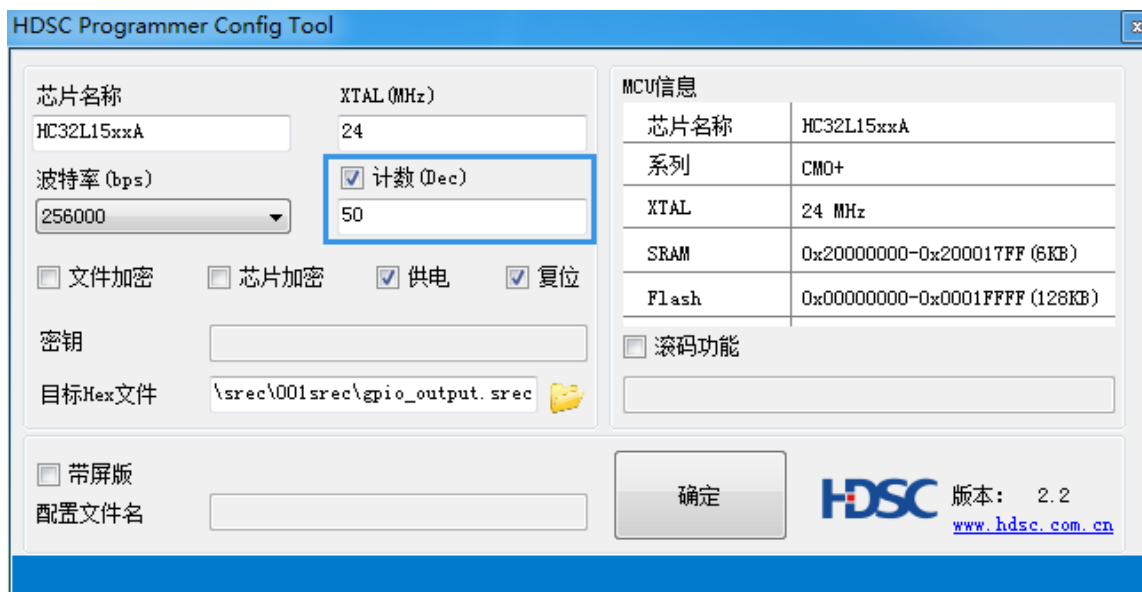 HDSC Programmer Config Tool
芯片名称
XTAL(MHz)
HC32L15xxA
24
波特率(bps)
计数(Dec)
256000
50
文件加密
芯片加密
供电
复位
密钥
目标Hex文件
\srec\001srec\gpio_output.srec
MCU信息
芯片名称 HC32L15xxA
系列 CM0+
XTAL 24 MHz
SRAM 0x20000000-0x200017FF(6KB)
Flash 0x00000000-0x0001FFFF(128KB)
滚码功能
带屏版
配置文件名
确定
HDSC 版本: 2.2
www.hdsc.com.cn